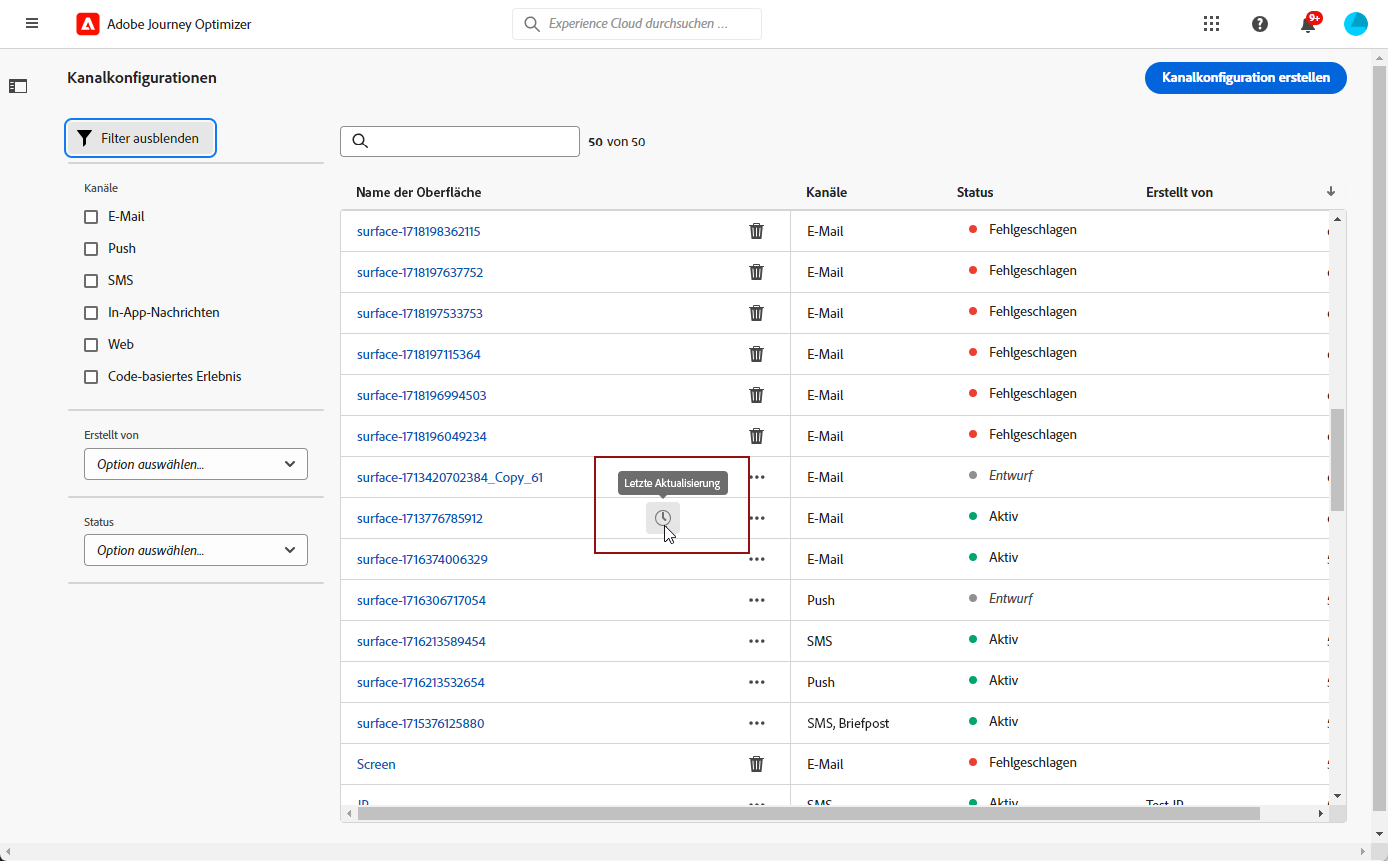 Adobe Journey Optimizer
Experience Cloud durchsuchen ...
9+
Kanalkonfigurationen
Kanalkonfiguration erstellen
Filter ausblenden
50 von 50
Kanäle
E-Mail
Push
SMS
In-App-Nachrichten
Web
Code-basiertes Erlebnis
Erstellt von
Option auswählen...
Status
Option auswählen...
Name der Oberfläche Kanäle Status Erstellt von
surface-1718198362115 E-Mail Fehlgeschlagen
surface-1718197637752 E-Mail Fehlgeschlagen
surface-1718197533753 E-Mail Fehlgeschlagen
surface-1718197115364 E-Mail Fehlgeschlagen
surface-1718196994503 E-Mail Fehlgeschlagen
surface-1718196049234 E-Mail Fehlgeschlagen
surface-1713420702384_Copy_61 E-Mail Entwurf
Letzte Aktualisierung
surface-1713776785912 E-Mail Aktiv
surface-1716374006329 E-Mail Aktiv
surface-1716306717054 Push Entwurf
surface-1716213589454 SMS Aktiv
surface-1716213532654 Push Aktiv
surface-1715376125880 SMS, Briefpost Aktiv
Screen E-Mail Fehlgeschlagen
SMS Aktiv Test JP